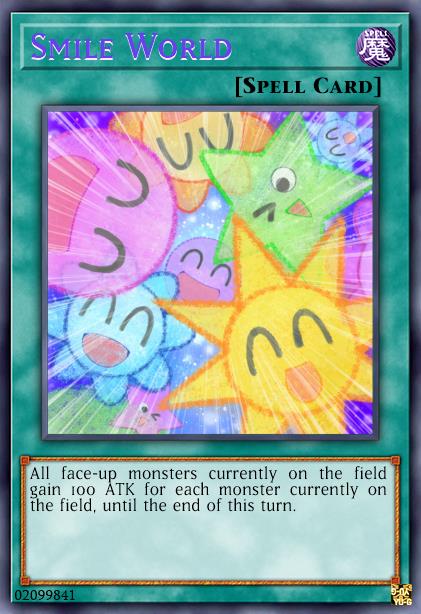 Smile World
SPELL
魔
[Spell Card]
All face-up monsters currently on the field
gain 100 ATK for each monster currently on
the field, until the end of this turn.
02099841